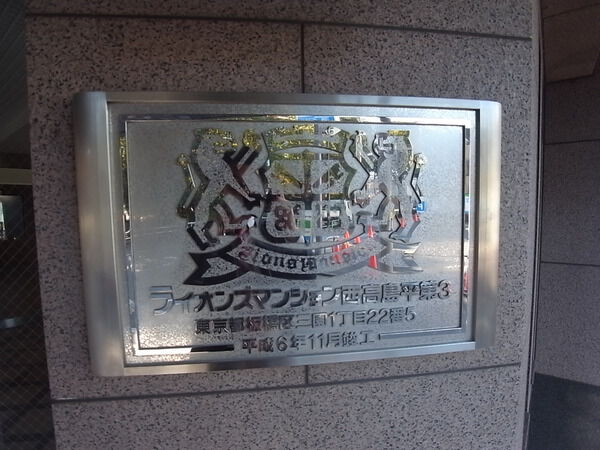 Lions Mansion
ライオンズマンション西高島平第3
東京都板橋区三園1丁目22番5
平成6年11月竣工